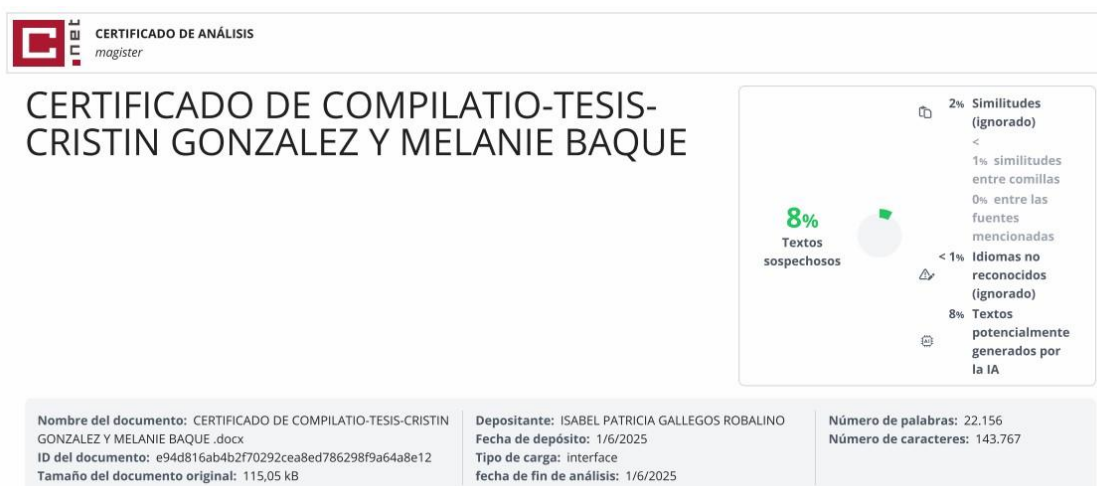 .net
CERTIFICADO DE ANÁLISIS
magister
CERTIFICADO DE COMPILATIO-TESIS-
CRISTIN GONZALEZ Y MELANIE BAQUE
8%
Textos
sospechosos
2% Similitudes
(ignorado)
<
1% similitudes
entre comillas
0% entre las
fuentes
mencionadas
< 1% Idiomas no
reconocidos
(ignorado)
8% Textos
potencialmente
generados por
la IA
Nombre del documento: CERTIFICADO DE COMPILATIO-TESIS-CRISTIN
GONZALEZ Y MELANIE BAQUE .docx
ID del documento: e94d816ab4b2f70292cea8ed786298f9a64a8e12
Tamaño del documento original: 115,05 kB
Depositante: ISABEL PATRICIA GALLEGOS ROBALINO
Fecha de depósito: 1/6/2025
Tipo de carga: interface
fecha de fin de análisis: 1/6/2025
Número de palabras: 22.156
Número de caracteres: 143.767